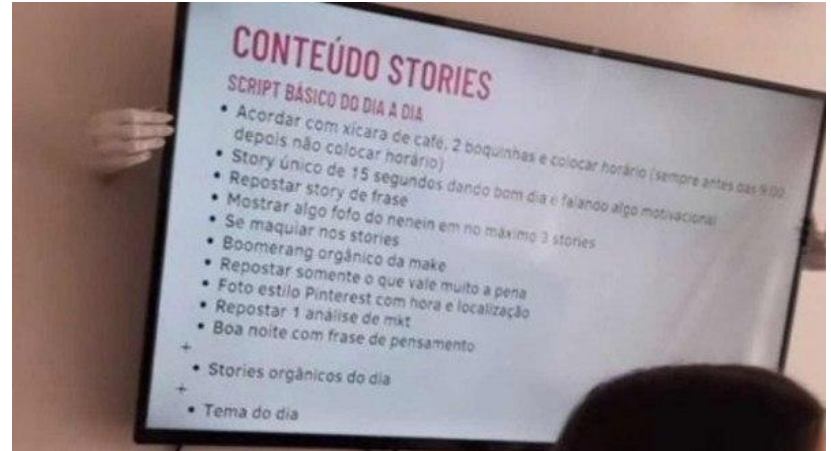 CONTEÚDO STORIES
SCRIPT BÁSICO DO DIA A DIA
• Acordar com xícara de café, 2 boquinhas e colocar horário (sempre antes das 9:00,
depois não colocar horário)
• Story único de 15 segundos dando bom dia e falando algo motivacional
• Repostar story de frase
• Mostrar algo fofo do nenein em no máximo 3 stories
• Se maquiar nos stories
• Boomerang orgânico da make
• Repostar somente o que vale muito a pena
• Foto estilo Pinterest com hora e localização
• Repostar 1 análise de mkt
• Boa noite com frase de pensamento
+
• Stories orgânicos do dia
+
• Tema do dia